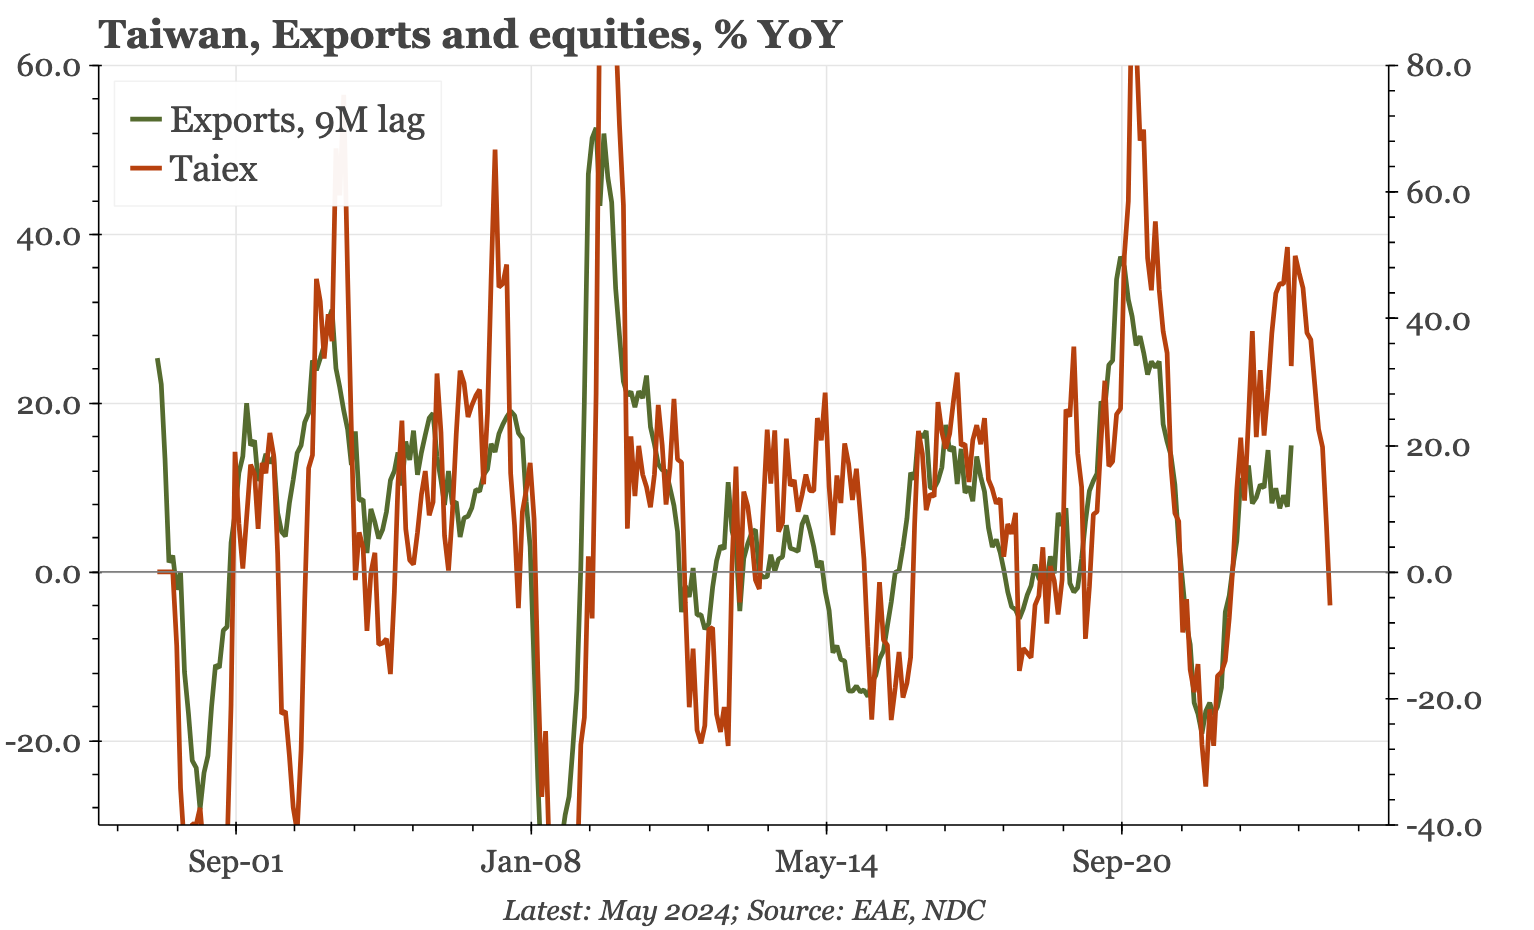 Taiwan, Exports and equities, % YoY
60.0
40.0
20.0
0.0
-20.0
80.0
60.0
40.0
20.0
0.0
-20.0
-40.0
Exports, 9M lag
Taiex
Sep-01 Jan-08 May-14 Sep-20
Latest: May 2024; Source: EAE, NDC